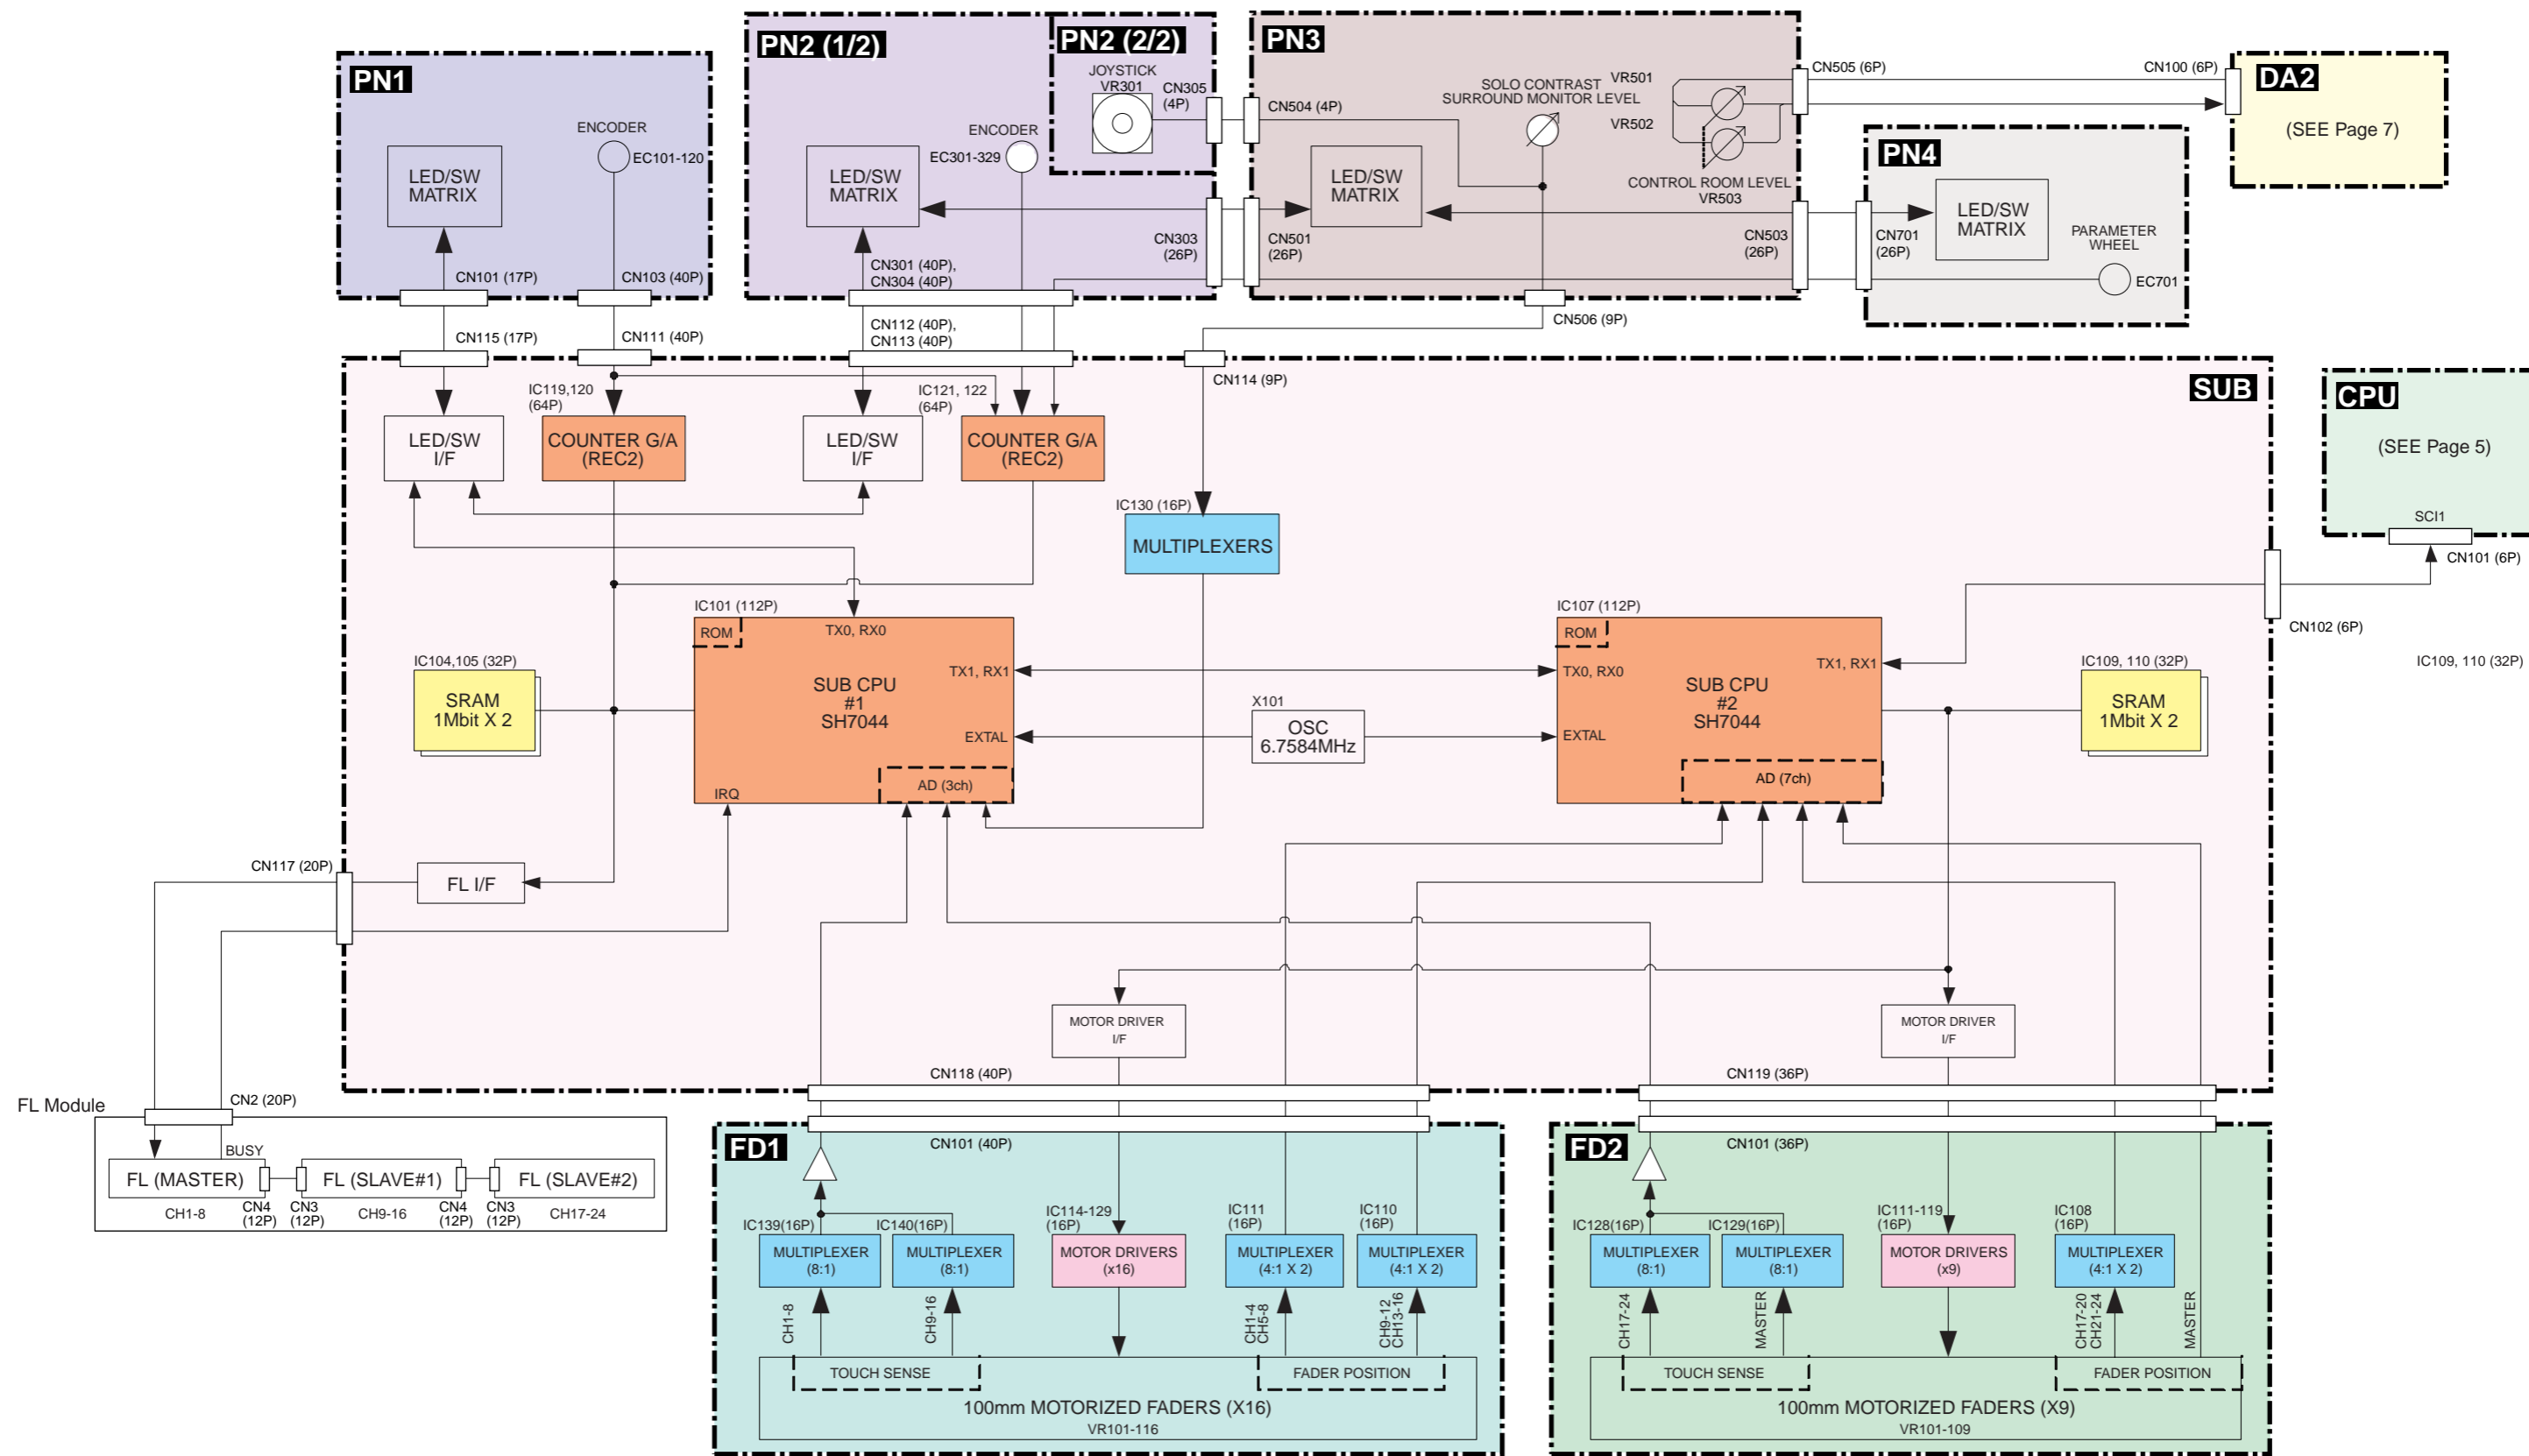 PN1
ENCODER
EC101-120
LED/SW
MATRIX
CN101 (17P)
CN103 (40P)
PN2 (1/2)
ENCODER
EC301-329
LED/SW
MATRIX
CN301 (40P),
CN304 (40P)
CN303
(26P)
PN2 (2/2)
JOYSTICK
VR301
CN305
(4P)
PN3
CN504 (4P)
SOLO CONTRAST
SURROUND MONITOR LEVEL
VR501
VR502
CONTROL ROOM LEVEL
VR503
LED/SW
MATRIX
CN501
(26P)
CN503
(26P)
CN505 (6P)
CN100 (6P)
DA2
(SEE Page 7)
PN4
LED/SW
MATRIX
CN701
(26P)
PARAMETER
WHEEL
EC701
CN506 (9P)
CN115 (17P)
CN111 (40P)
CN112 (40P),
CN113 (40P)
CN114 (9P)
SUB
CPU
(SEE Page 5)
SCI1
CN101 (6P)
CN102 (6P)
IC109, 110 (32P)
LED/SW
I/F
IC119,120
(64P)
COUNTER G/A
(REC2)
LED/SW
I/F
IC121, 122
(64P)
COUNTER G/A
(REC2)
IC130 (16P)
MULTIPLEXERS
IC101 (112P)
ROM
TX0, RX0
TX1, RX1
SUB CPU
#1
SH7044
EXTAL
AD (3ch)
IRQ
IC104,105 (32P)
SRAM
1Mbit X 2
X101
OSC
6.7584MHz
IC107 (112P)
ROM
TX0, RX0
TX1, RX1
SUB CPU
#2
SH7044
EXTAL
AD (7ch)
IC109, 110 (32P)
SRAM
1Mbit X 2
CN117 (20P)
FL I/F
MOTOR DRIVER
I/F
MOTOR DRIVER
I/F
CN118 (40P)
CN119 (36P)
FL Module
CN2 (20P)
BUSY
FL (MASTER)
FL (SLAVE#1)
FL (SLAVE#2)
CH1-8
CN4
(12P)
CN3
(12P)
CH9-16
CN4
(12P)
CN3
(12P)
CH17-24
FD1
CN101 (40P)
IC139(16P)
MULTIPLEXER
(8:1)
IC140(16P)
MULTIPLEXER
(8:1)
IC114-129
(16P)
MOTOR DRIVERS
(x16)
IC111
(16P)
MULTIPLEXER
(4:1 X 2)
IC110
(16P)
MULTIPLEXER
(4:1 X 2)
CH1-8
CH9-16
CH1-4
CH5-8
CH9-12
CH13-16
TOUCH SENSE
FADER POSITION
100mm MOTORIZED FADERS (X16)
VR101-116
FD2
CN101 (36P)
IC128(16P)
MULTIPLEXER
(8:1)
IC129(16P)
MULTIPLEXER
(8:1)
IC111-119
(16P)
MOTOR DRIVERS
(x9)
IC108
(16P)
MULTIPLEXER
(4:1 X 2)
CH17-24
MASTER
CH17-20
CH21-24
MASTER
TOUCH SENSE
FADER POSITION
100mm MOTORIZED FADERS (X9)
VR101-109